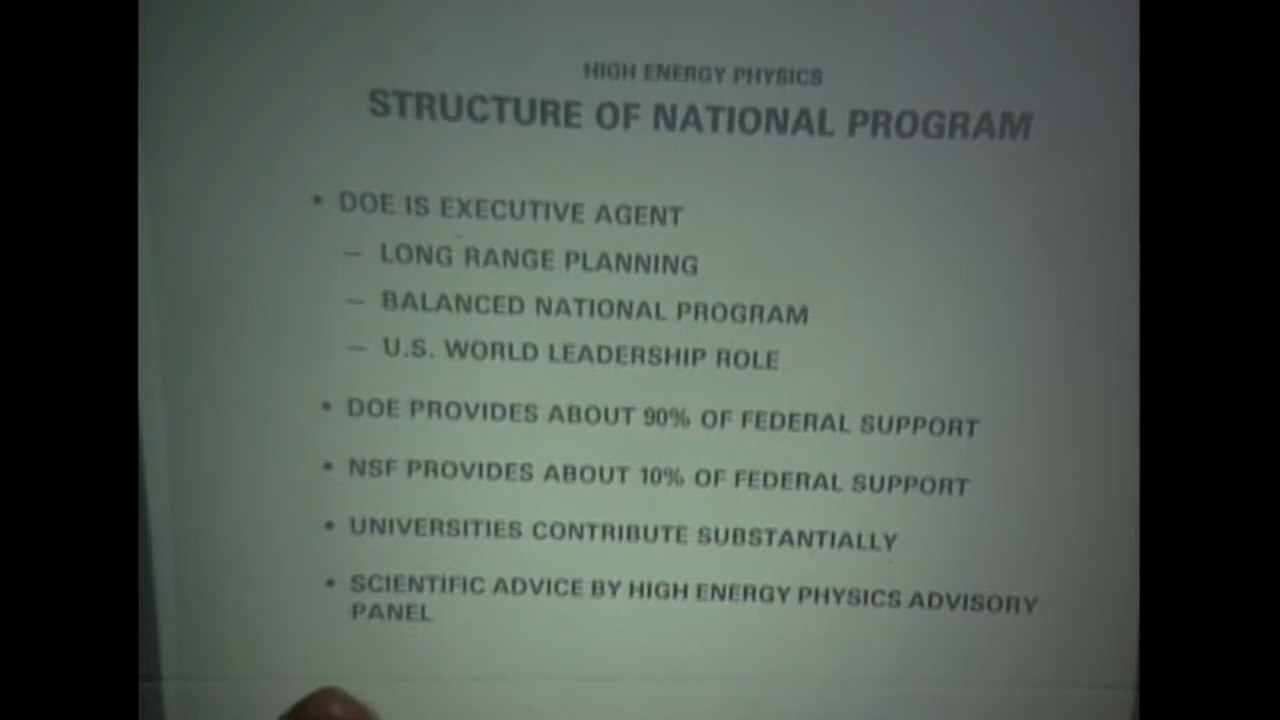 HIGH ENERGY PHYSICS
STRUCTURE OF NATIONAL PROGRAM
• DOE IS EXECUTIVE AGENT
– LONG RANGE PLANNING
– BALANCED NATIONAL PROGRAM
– U.S. WORLD LEADERSHIP ROLE
• DOE PROVIDES ABOUT 90% OF FEDERAL SUPPORT
• NSF PROVIDES ABOUT 10% OF FEDERAL SUPPORT
• UNIVERSITIES CONTRIBUTE SUBSTANTIALLY
• SCIENTIFIC ADVICE BY HIGH ENERGY PHYSICS ADVISORY
PANEL